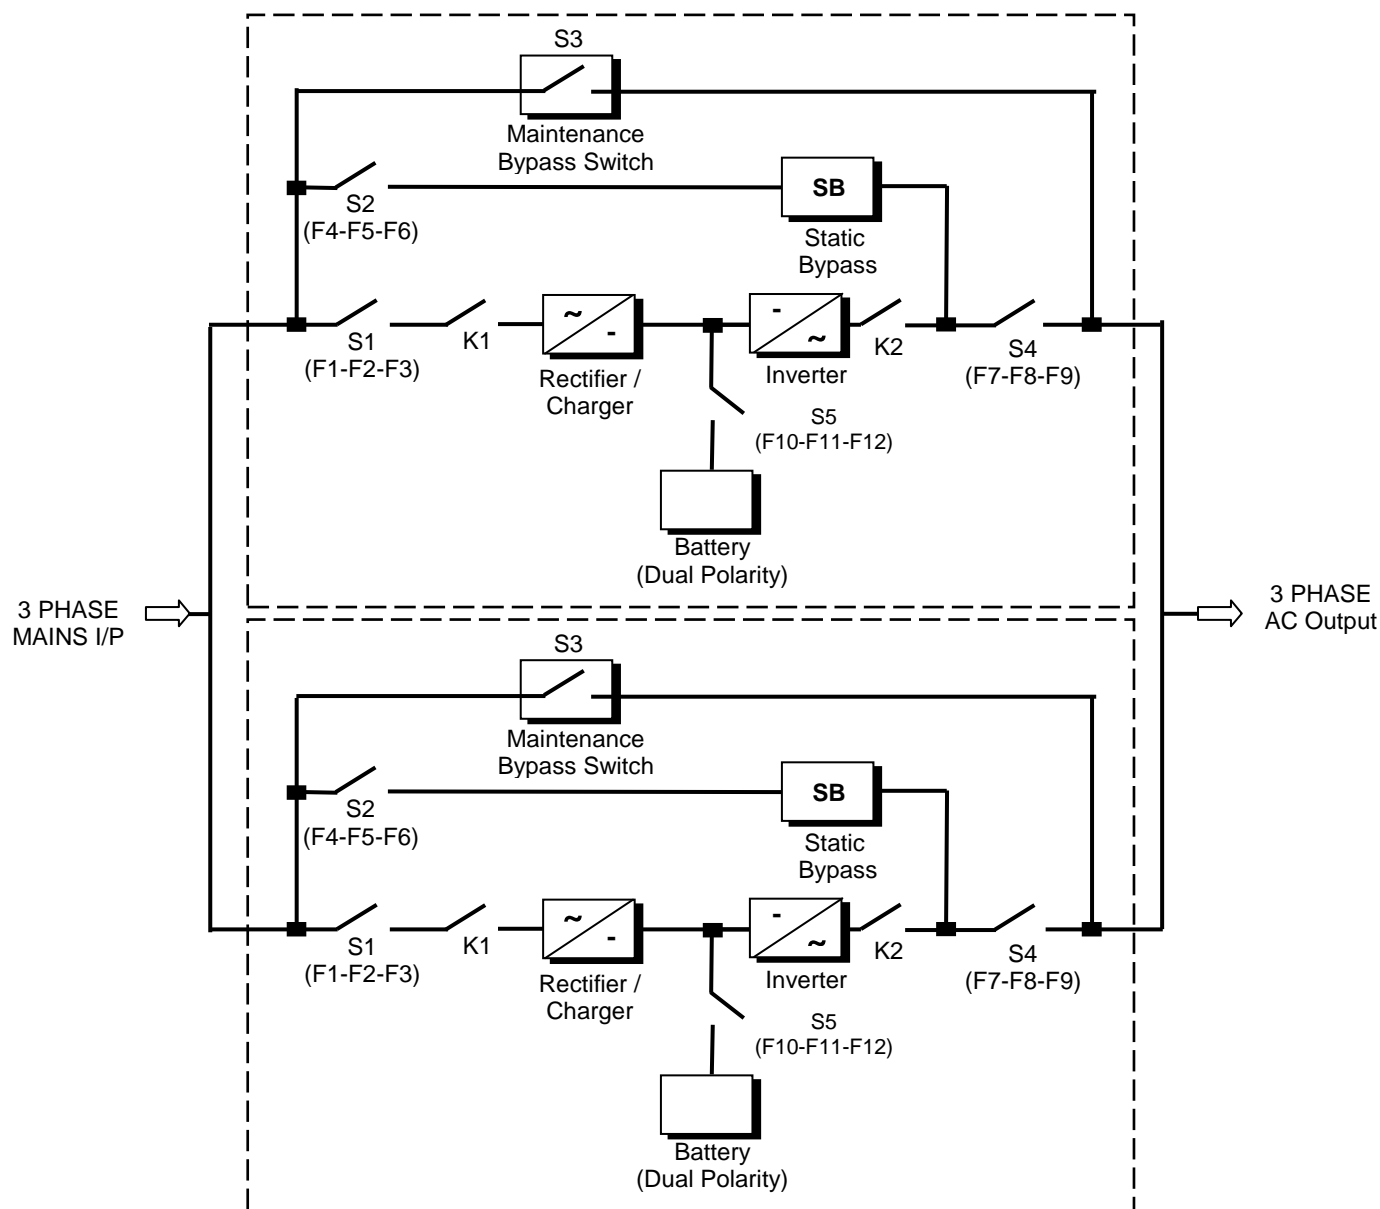 S3
Maintenance
Bypass Switch
S2
(F4-F5-F6)
SB
Static
Bypass
S1
(F1-F2-F3)
K1
~
-
Rectifier /
Charger
-
~
Inverter
K2
S4
(F7-F8-F9)
S5
(F10-F11-F12)
Battery
(Dual Polarity)
3 PHASE
MAINS I/P
3 PHASE
AC Output
S3
Maintenance
Bypass Switch
S2
(F4-F5-F6)
SB
Static
Bypass
S1
(F1-F2-F3)
K1
~
-
Rectifier /
Charger
-
~
Inverter
K2
S4
(F7-F8-F9)
S5
(F10-F11-F12)
Battery
(Dual Polarity)